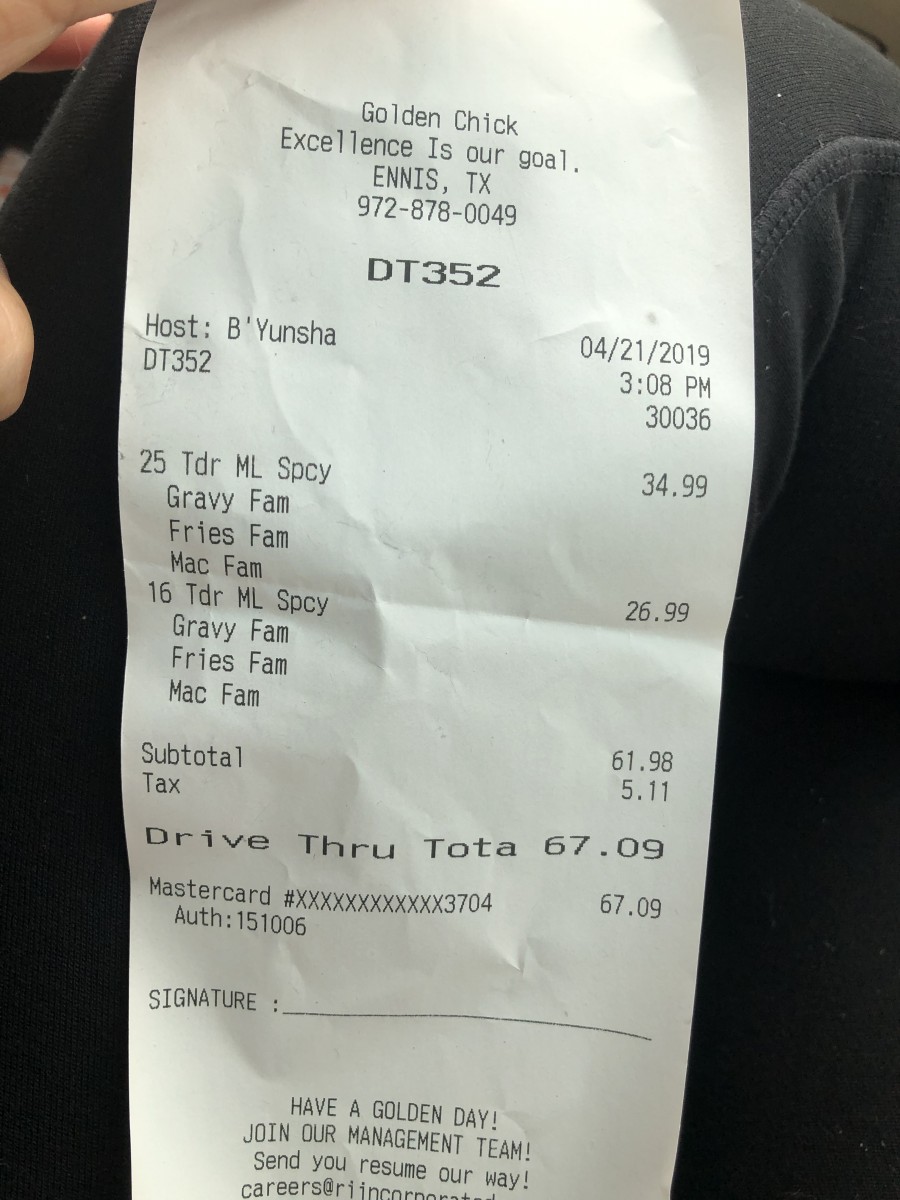 Golden Chick
Excellence Is our goal.
ENNIS, TX
972-878-0049
DT352
Host: B'Yunsha 04/21/2019
DT352 3:08 PM
30036
25 Tdr ML Spcy 34.99
Gravy Fam
Fries Fam
Mac Fam
16 Tdr ML Spcy 26.99
Gravy Fam
Fries Fam
Mac Fam
Subtotal 61.98
Tax 5.11
Drive Thru Tota 67.09
Mastercard #XXXXXXXXXXXX3704 67.09
Auth:151006
SIGNATURE :
HAVE A GOLDEN DAY!
JOIN OUR MANAGEMENT TEAM!
Send you resume our way!